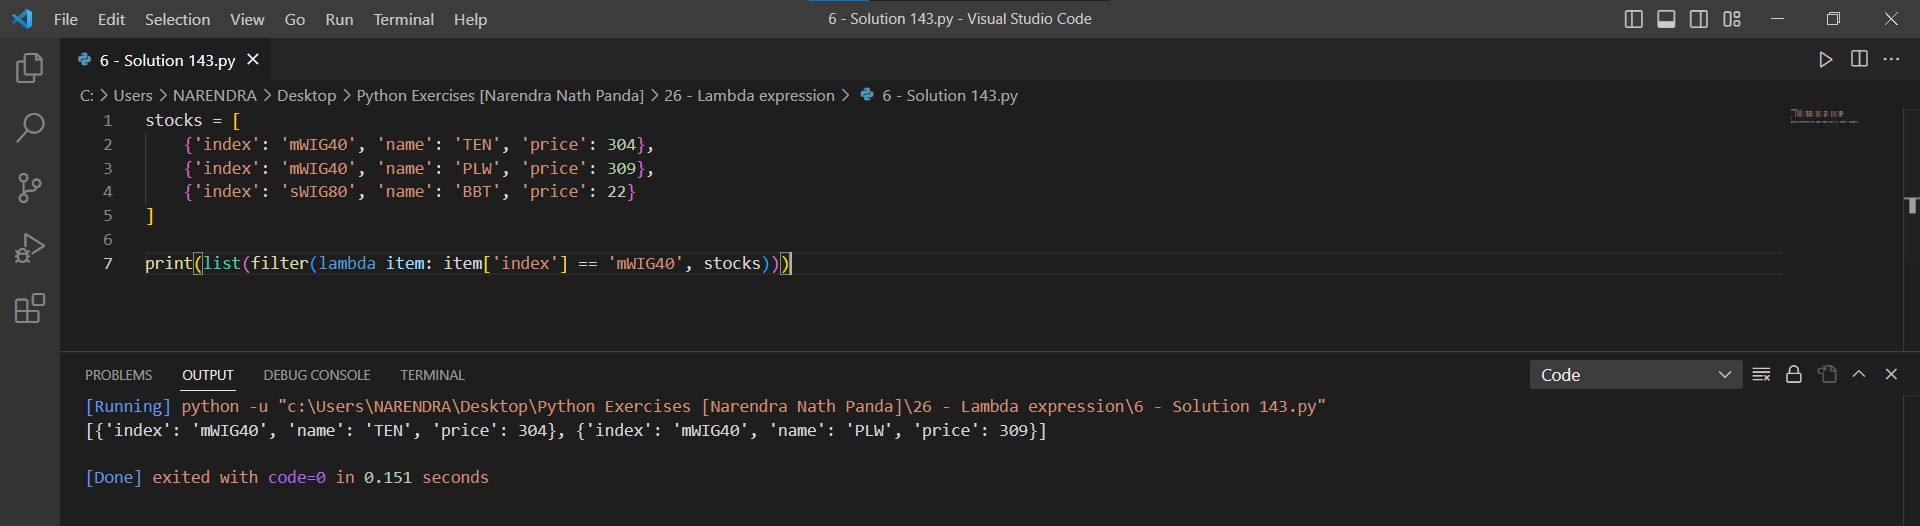 File Edit Selection View Go Run Terminal Help 6 - Solution 143.py - Visual Studio Code
6 - Solution 143.py
C: > Users > NARENDRA > Desktop > Python Exercises [Narendra Nath Panda] > 26 - Lambda expression > 6 - Solution 143.py
1 stocks = [
2     {'index': 'mWIG40', 'name': 'TEN', 'price': 304},
3     {'index': 'mWIG40', 'name': 'PLW', 'price': 309},
4     {'index': 'sWIG80', 'name': 'BBT', 'price': 22}
5 ]
6
7 print(list(filter(lambda item: item['index'] == 'mWIG40', stocks)))
PROBLEMS OUTPUT DEBUG CONSOLE TERMINAL Code
[Running] python -u "c:\Users\NARENDRA\Desktop\Python Exercises [Narendra Nath Panda]\26 - Lambda expression\6 - Solution 143.py"
[{'index': 'mWIG40', 'name': 'TEN', 'price': 304}, {'index': 'mWIG40', 'name': 'PLW', 'price': 309}]
[Done] exited with code=0 in 0.151 seconds